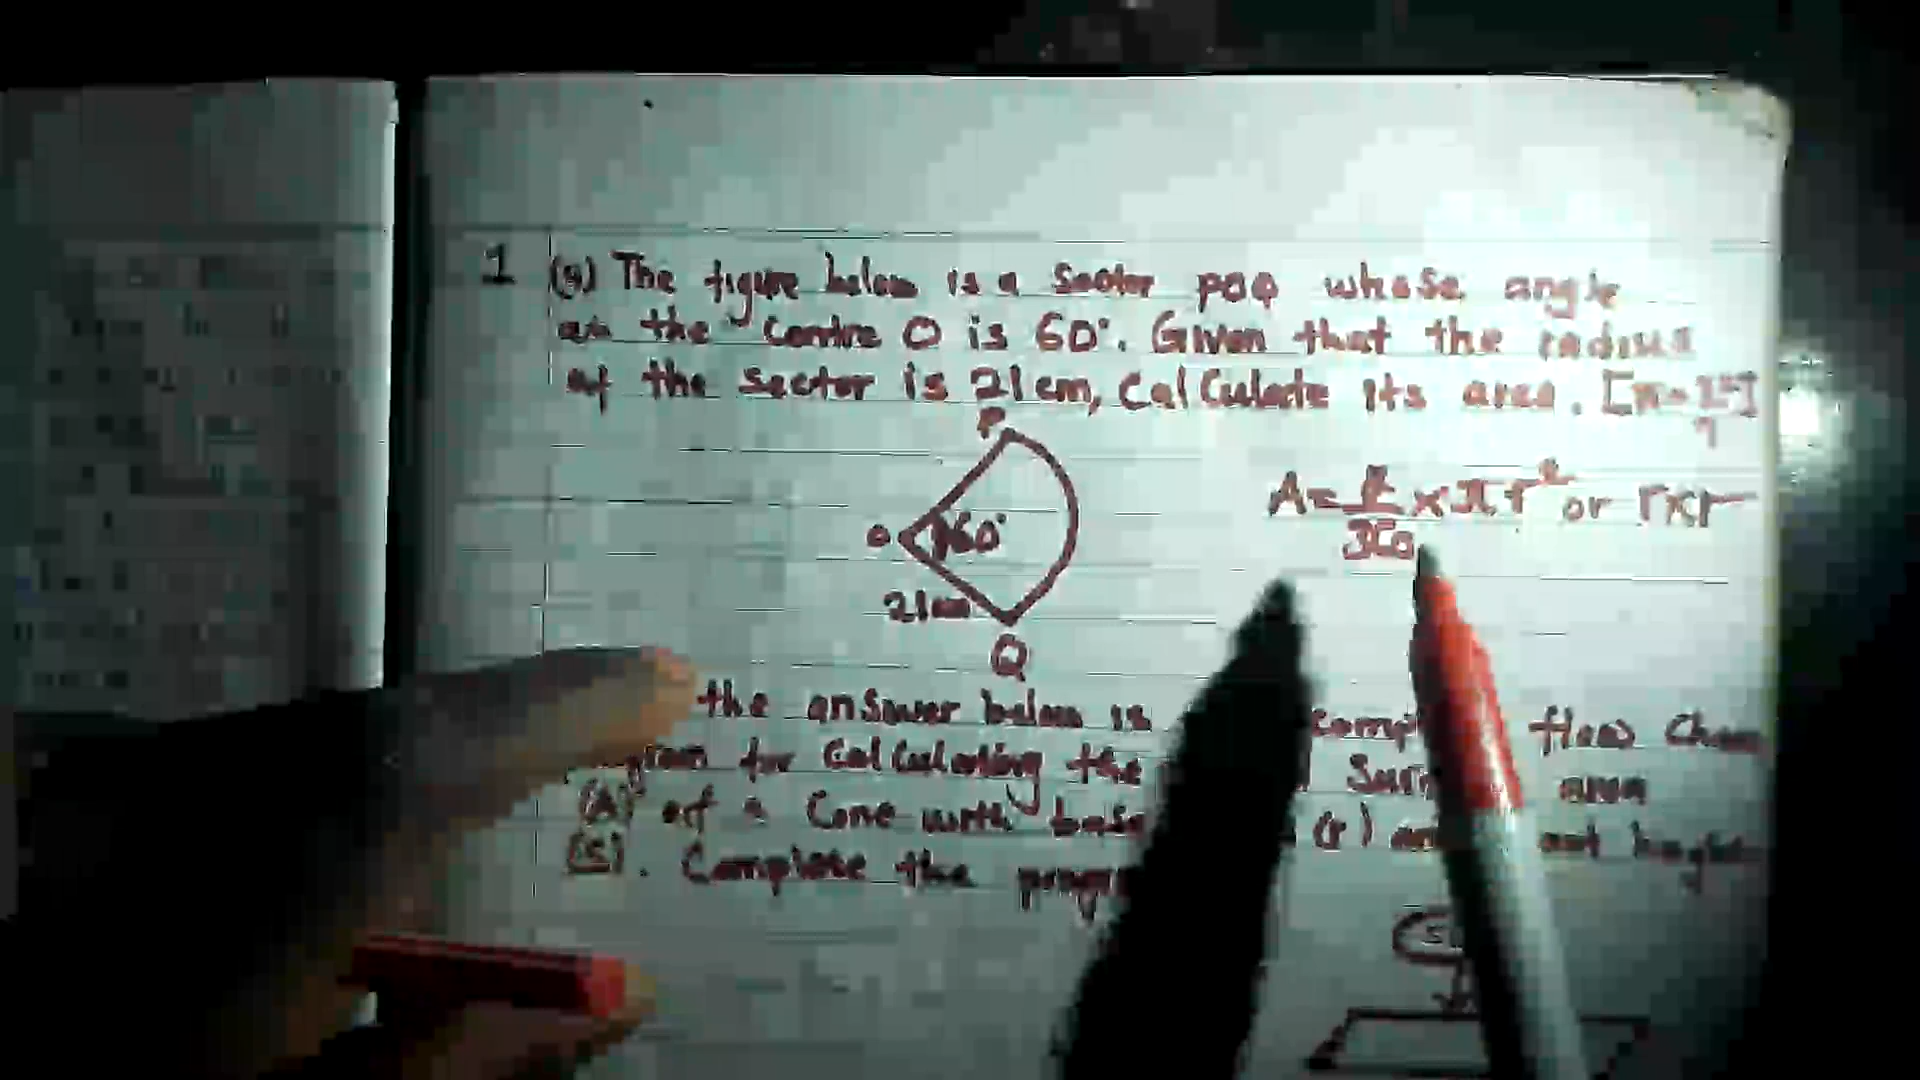 1 (a) The figure below is a sector POQ whose angle
at the centre O is 60°. Given that the radius
of the sector is 21cm, Calculate its area. [π=22/7]
P
A= /360 × πr² or r×r
O 60°
21cm
Q
the answer below is flow
for Calculating the area
(A) of a Cone with base (r)
(S). Complete the